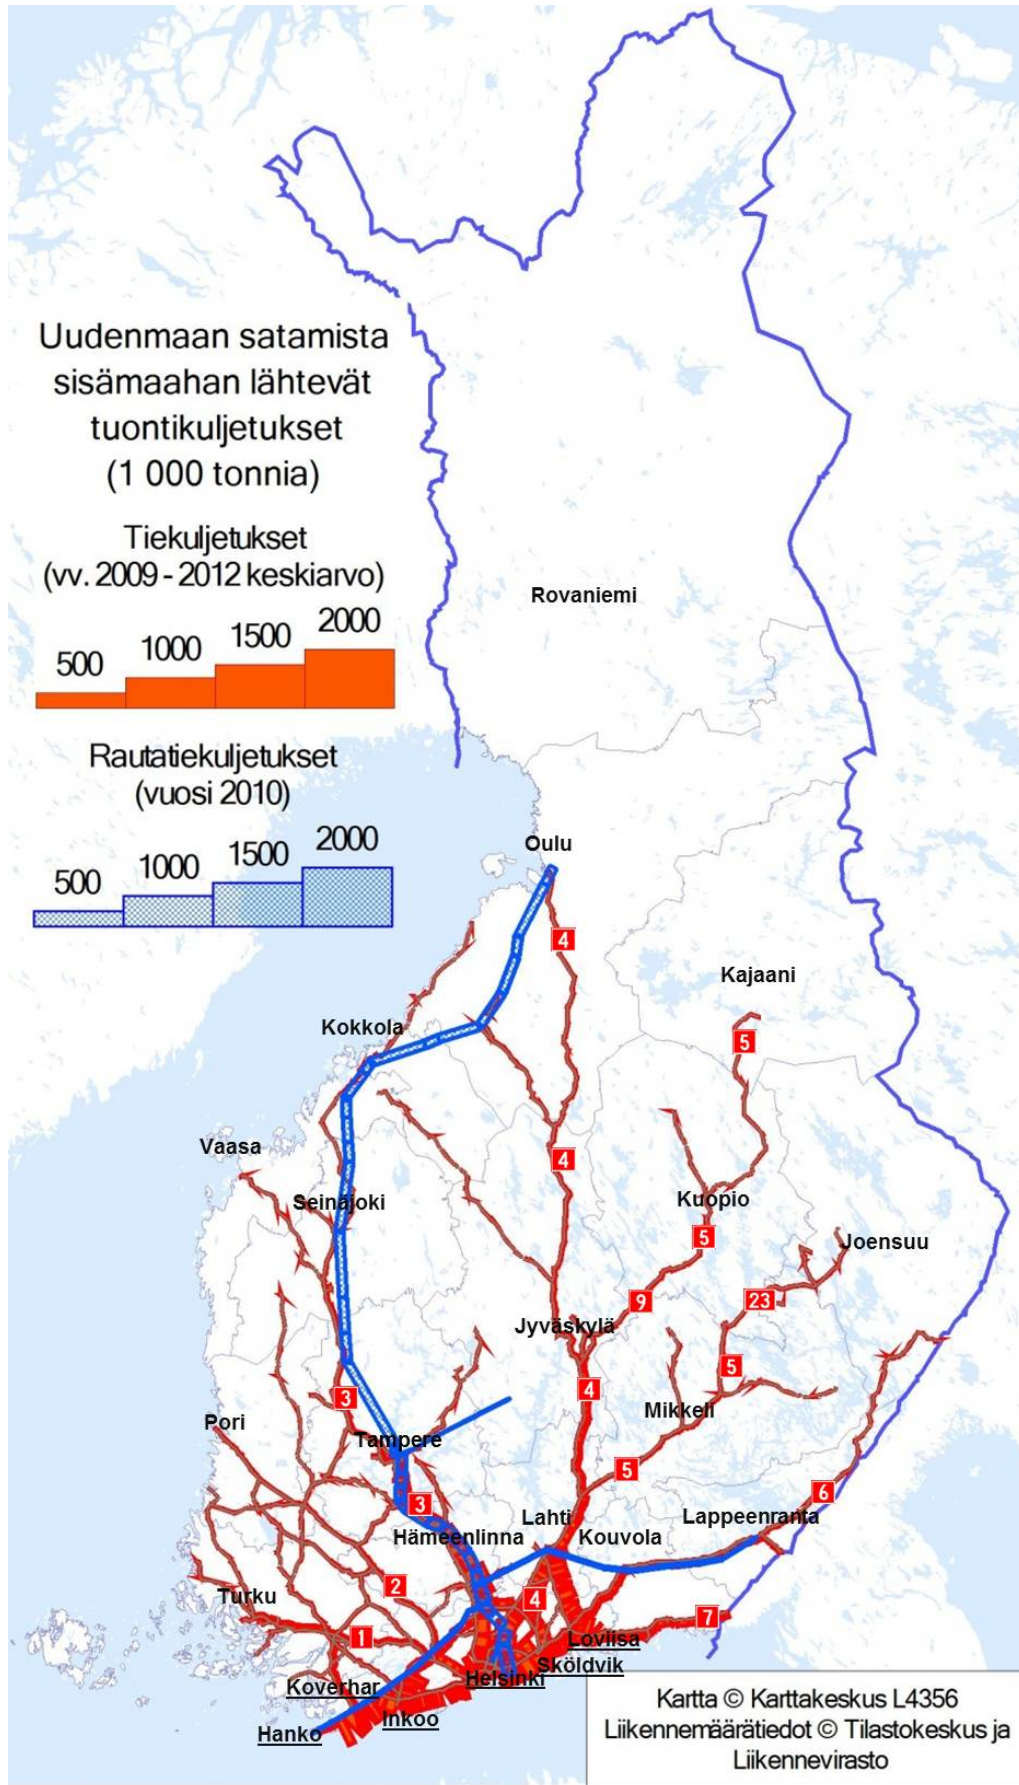 Uudenmaan satamista
sisämaahan lähtevät
tuontikuljetukset
(1 000 tonnia)
Tiekuljetukset
(vv. 2009 - 2012 keskiarvo)
500 1000 1500 2000
Rautatiekuljetukset
(vuosi 2010)
500 1000 1500 2000
Rovaniemi
Oulu
4
Kajaani
Kokkola
5
Vaasa
4
Seinäjoki
Kuopio
5
Joensuu
9
23
Jyväskylä
5
3
4
Mikkeli
Pori
Tampere
5
6
3
Lahti
Lappeenranta
Hämeenlinna
Kouvola
2
Turku
4
7
1
Loviisa
Sköldvik
Helsinki
Koverhar
Inkoo
Hanko
Kartta © Karttakeskus L4356
Liikennemäärätiedot © Tilastokeskus ja
Liikennevirasto